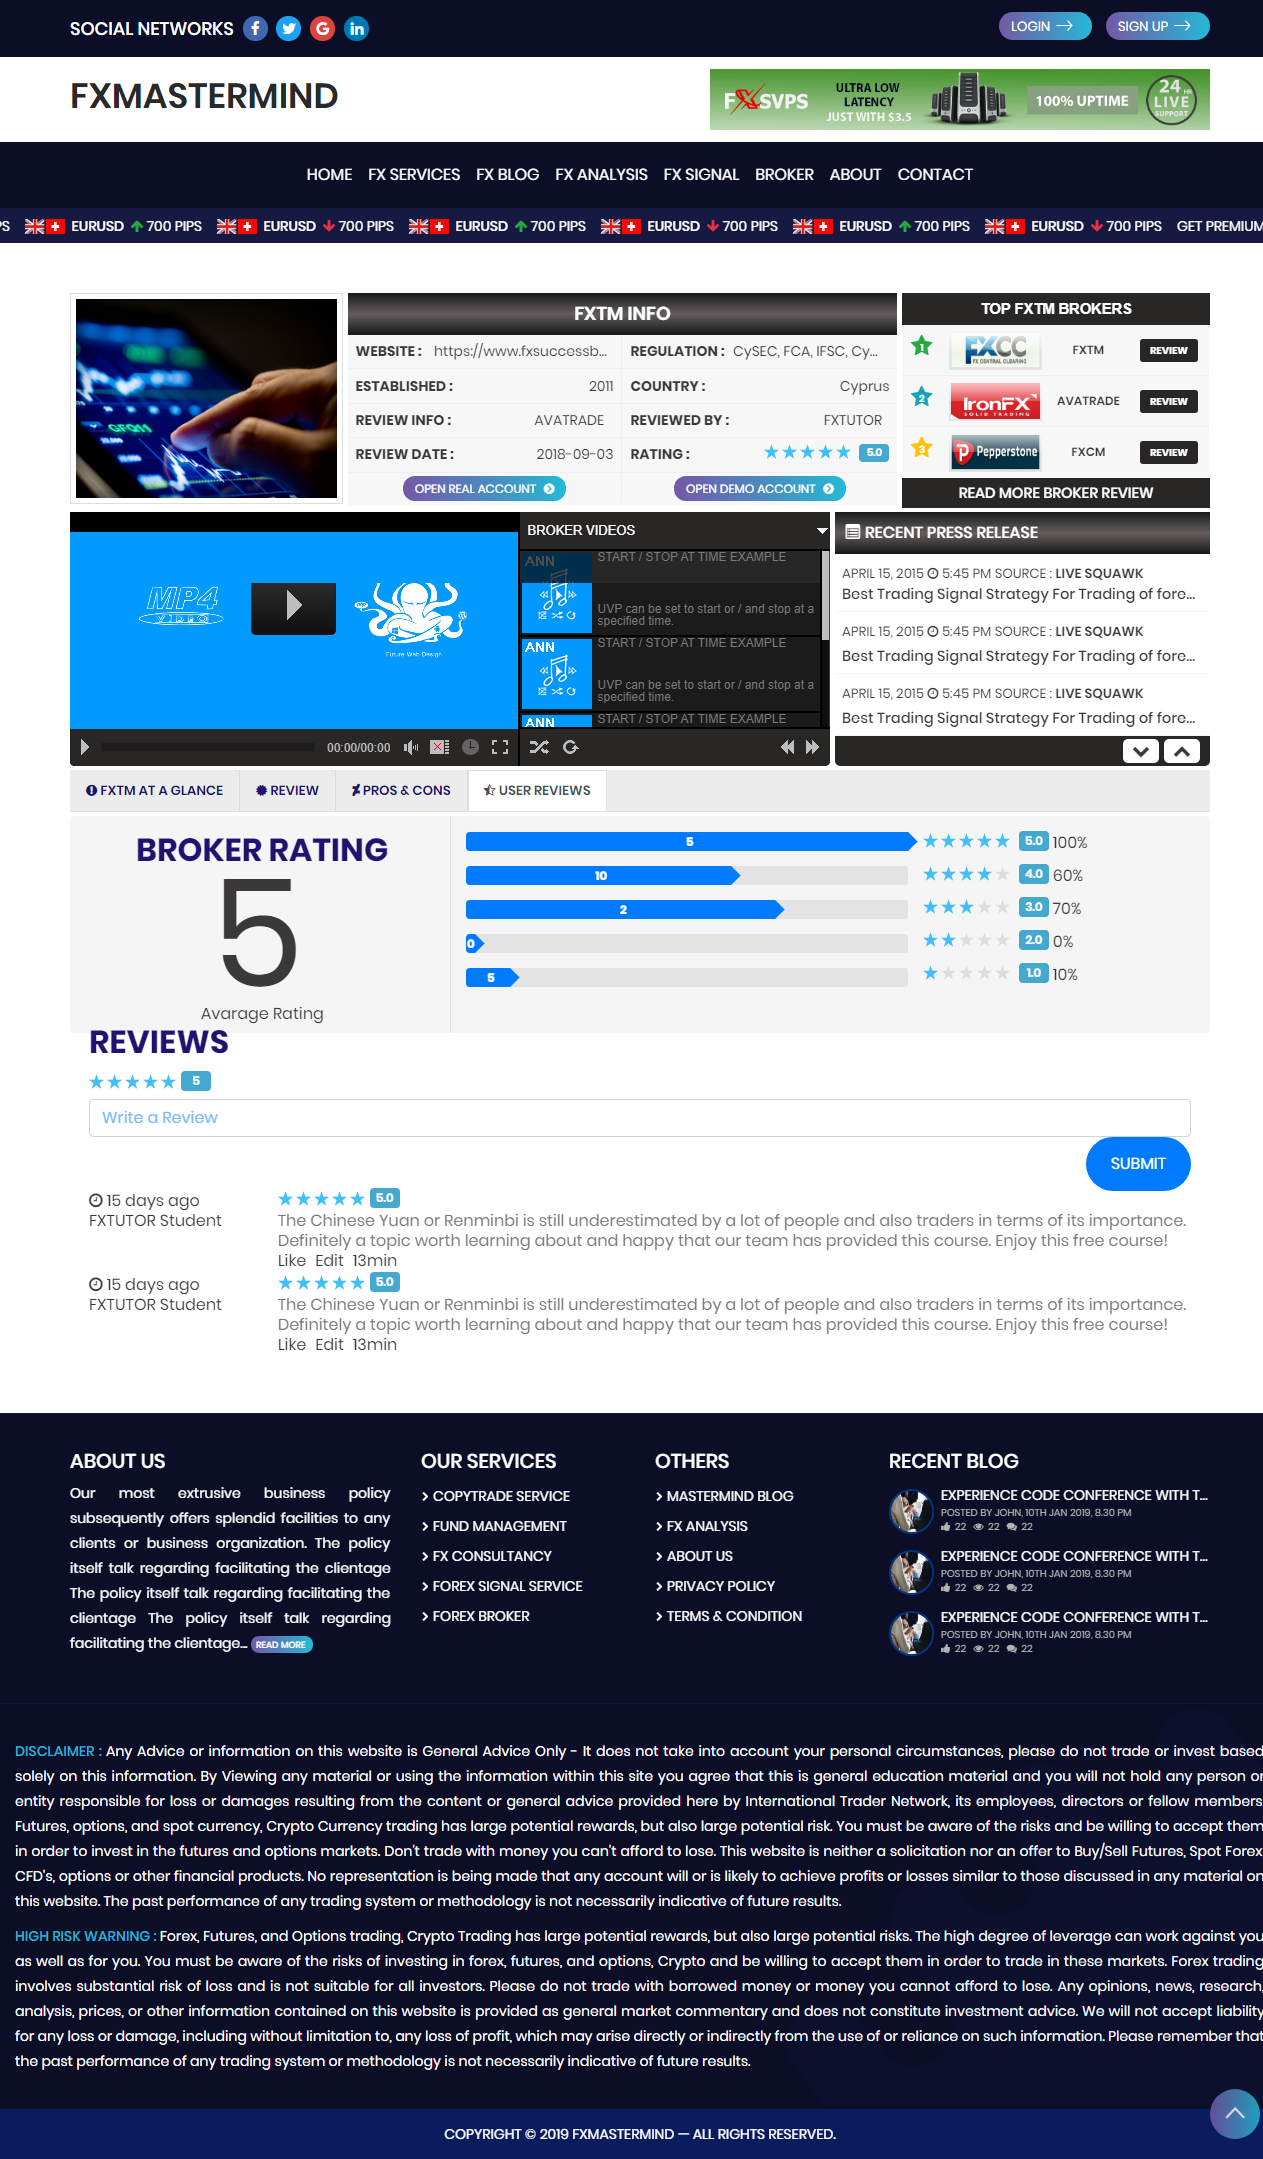 SOCIAL NETWORKS
LOGIN
SIGN UP
FXMASTERMIND
FXSVPS
ULTRA LOW
LATENCY
JUST WITH $3.5
100% UPTIME
24 HR
LIVE
SUPPORT
HOME FX SERVICES FX BLOG FX ANALYSIS FX SIGNAL BROKER ABOUT CONTACT
PS EURUSD 700 PIPS EURUSD 700 PIPS EURUSD 700 PIPS EURUSD 700 PIPS EURUSD 700 PIPS EURUSD 700 PIPS GET PREMIUM
GFQ11
FXTM INFO
WEBSITE : https://www.fxsuccessb... REGULATION : CySEC, FCA, IFSC, Cy...
ESTABLISHED : 2011 COUNTRY : Cyprus
REVIEW INFO : AVATRADE REVIEWED BY : FXTUTOR
REVIEW DATE : 2018-09-03 RATING : 5.0
OPEN REAL ACCOUNT OPEN DEMO ACCOUNT
TOP FXTM BROKERS
1 FXCC FX CENTRAL CLEARING FXTM REVIEW
2 IronFX SOLID TRADING AVATRADE REVIEW
3 Pepperstone FXCM REVIEW
READ MORE BROKER REVIEW
MP4
VIDEO
php
Future Web Design
00:00/00:00
BROKER VIDEOS
ANN START / STOP AT TIME EXAMPLE
UVP can be set to start or / and stop at a
specified time.
ANN START / STOP AT TIME EXAMPLE
UVP can be set to start or / and stop at a
specified time.
ANN START / STOP AT TIME EXAMPLE
RECENT PRESS RELEASE
APRIL 15, 2015 5:45 PM SOURCE : LIVE SQUAWK
Best Trading Signal Strategy For Trading of fore...
APRIL 15, 2015 5:45 PM SOURCE : LIVE SQUAWK
Best Trading Signal Strategy For Trading of fore...
APRIL 15, 2015 5:45 PM SOURCE : LIVE SQUAWK
Best Trading Signal Strategy For Trading of fore...
FXTM AT A GLANCE REVIEW PROS & CONS USER REVIEWS
BROKER RATING
5
Avarage Rating
5 5.0 100%
10 4.0 60%
2 3.0 70%
0 2.0 0%
5 1.0 10%
REVIEWS
5
Write a Review
SUBMIT
15 days ago
FXTUTOR Student
5.0
The Chinese Yuan or Renminbi is still underestimated by a lot of people and also traders in terms of its importance.
Definitely a topic worth learning about and happy that our team has provided this course. Enjoy this free course!
Like Edit 13min
15 days ago
FXTUTOR Student
5.0
The Chinese Yuan or Renminbi is still underestimated by a lot of people and also traders in terms of its importance.
Definitely a topic worth learning about and happy that our team has provided this course. Enjoy this free course!
Like Edit 13min
ABOUT US
Our most extrusive business policy
subsequently offers splendid facilities to any
clients or business organization. The policy
itself talk regarding facilitating the clientage
The policy itself talk regarding facilitating the
clientage The policy itself talk regarding
facilitating the clientage... READ MORE
OUR SERVICES
COPYTRADE SERVICE
FUND MANAGEMENT
FX CONSULTANCY
FOREX SIGNAL SERVICE
FOREX BROKER
OTHERS
MASTERMIND BLOG
FX ANALYSIS
ABOUT US
PRIVACY POLICY
TERMS & CONDITION
RECENT BLOG
EXPERIENCE CODE CONFERENCE WITH T...
POSTED BY JOHN, 10TH JAN 2019, 8.30 PM
22 22 22
EXPERIENCE CODE CONFERENCE WITH T...
POSTED BY JOHN, 10TH JAN 2019, 8.30 PM
22 22 22
EXPERIENCE CODE CONFERENCE WITH T...
POSTED BY JOHN, 10TH JAN 2019, 8.30 PM
22 22 22
DISCLAIMER : Any Advice or information on this website is General Advice Only - It does not take into account your personal circumstances, please do not trade or invest based
solely on this information. By Viewing any material or using the information within this site you agree that this is general education material and you will not hold any person or
entity responsible for loss or damages resulting from the content or general advice provided here by International Trader Network, its employees, directors or fellow members
Futures, options, and spot currency, Crypto Currency trading has large potential rewards, but also large potential risk. You must be aware of the risks and be willing to accept them
in order to invest in the futures and options markets. Don't trade with money you can't afford to lose. This website is neither a solicitation nor an offer to Buy/Sell Futures, Spot Forex
CFD's, options or other financial products. No representation is being made that any account will or is likely to achieve profits or losses similar to those discussed in any material on
this website. The past performance of any trading system or methodology is not necessarily indicative of future results.
HIGH RISK WARNING : Forex, Futures, and Options trading, Crypto Trading has large potential rewards, but also large potential risks. The high degree of leverage can work against you
as well as for you. You must be aware of the risks of investing in forex, futures, and options, Crypto and be willing to accept them in order to trade in these markets. Forex trading
involves substantial risk of loss and is not suitable for all investors. Please do not trade with borrowed money or money you cannot afford to lose. Any opinions, news, research,
analysis, prices, or other information contained on this website is provided as general market commentary and does not constitute investment advice. We will not accept liability
for any loss or damage, including without limitation to, any loss of profit, which may arise directly or indirectly from the use of or reliance on such information. Please remember that
the past performance of any trading system or methodology is not necessarily indicative of future results.
COPYRIGHT © 2019 FXMASTERMIND — ALL RIGHTS RESERVED.